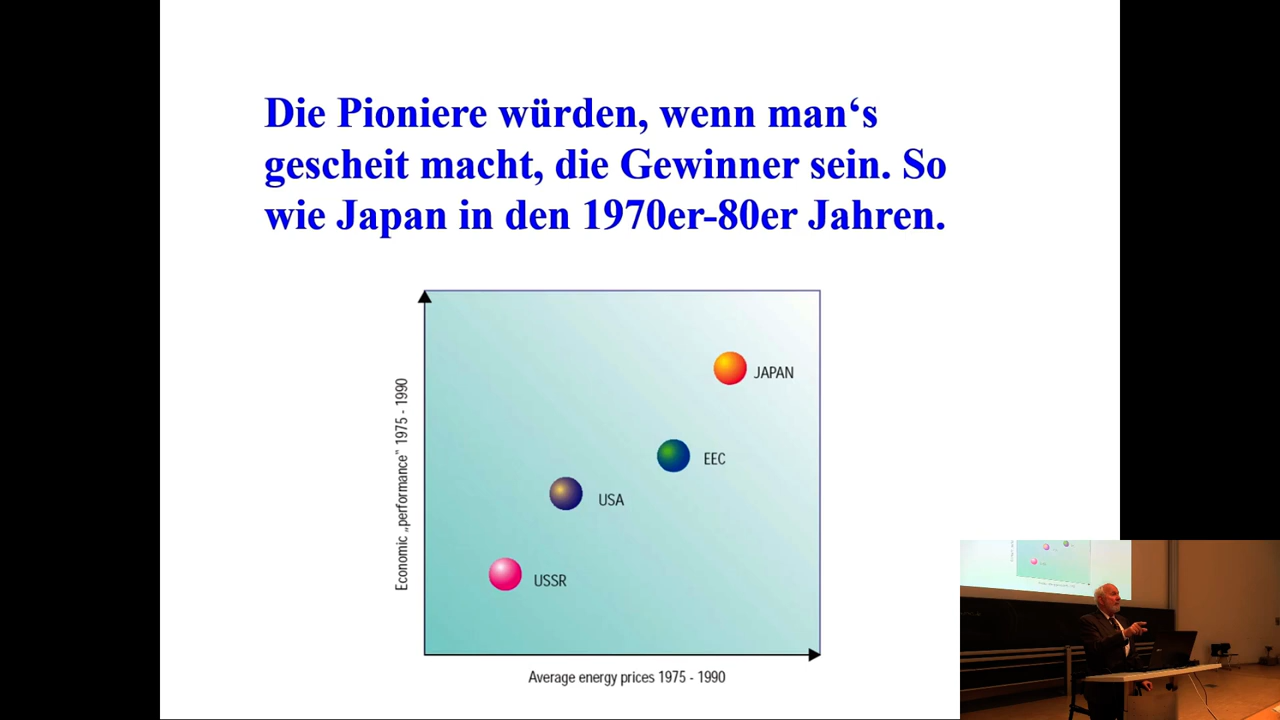 Die Pioniere würden, wenn man‘s
gescheit macht, die Gewinner sein. So
wie Japan in den 1970er-80er Jahren.
Economic „performance” 1975 - 1990
JAPAN
EEC
USA
USSR
Average energy prices 1975 - 1990